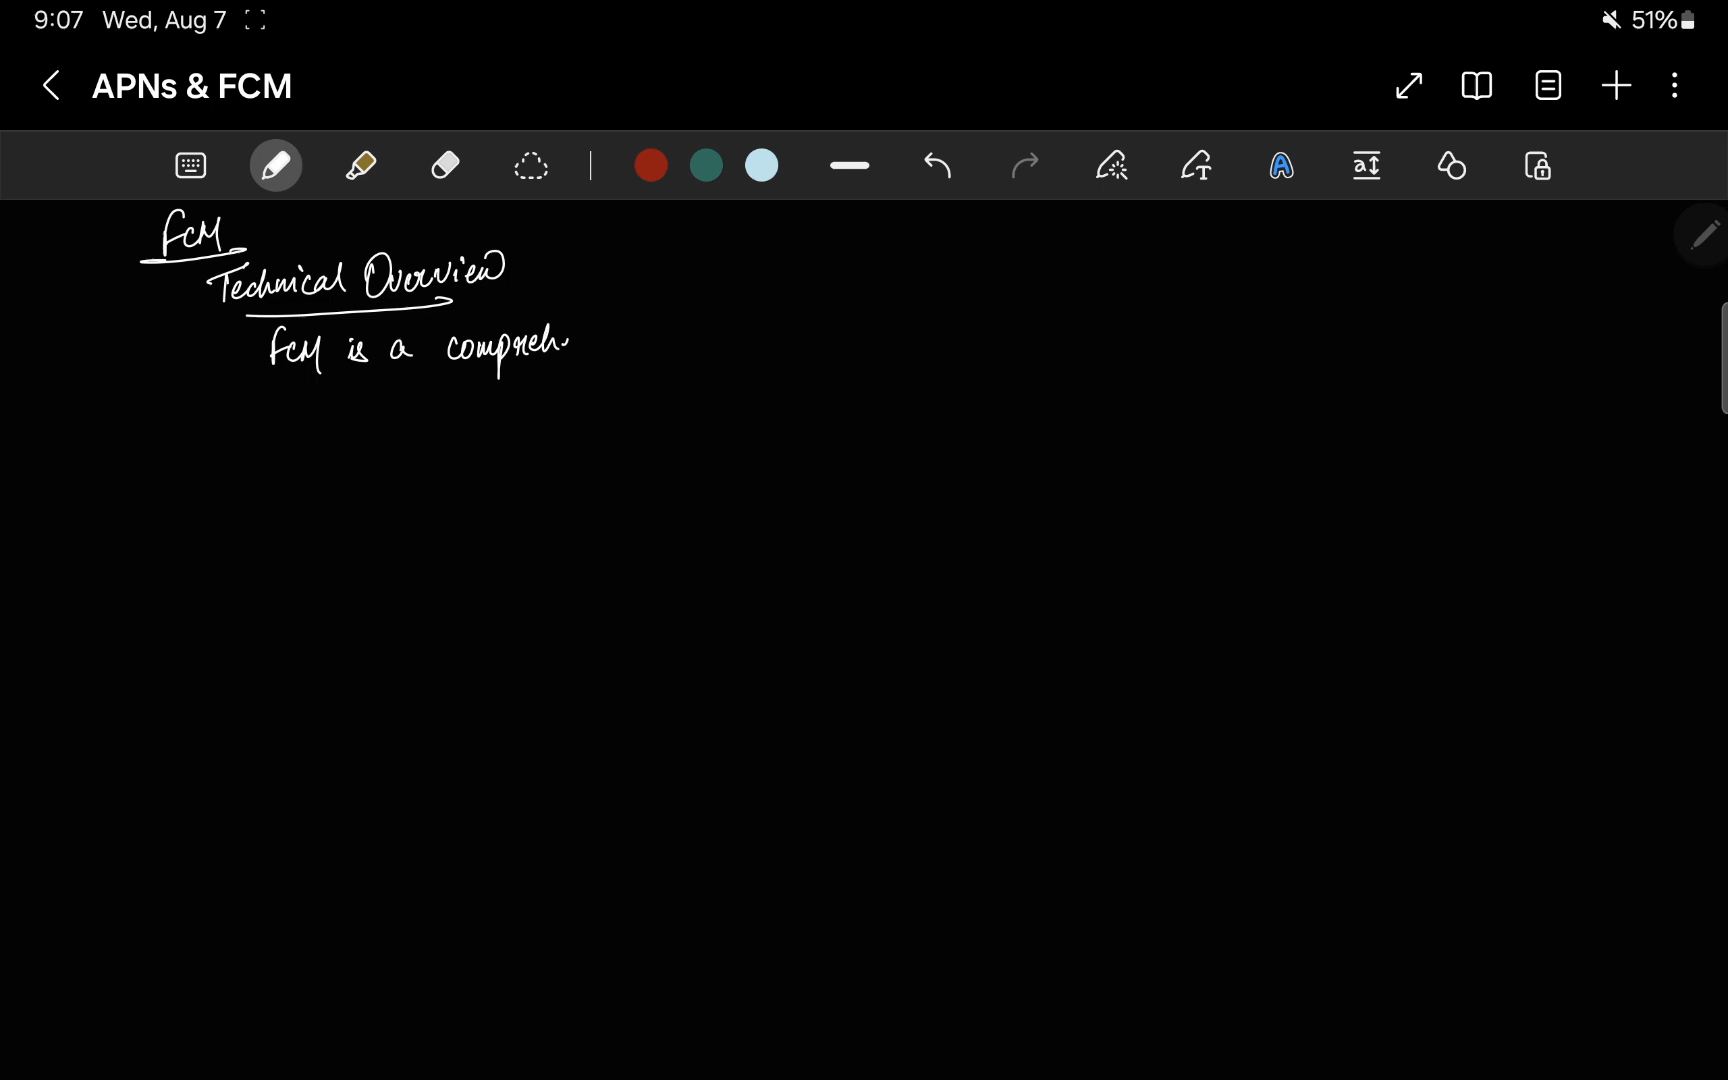 9:07 Wed, Aug 7 51%
APNs & FCM
A a T
FCM
Technical Overview
FCM is a compreh.